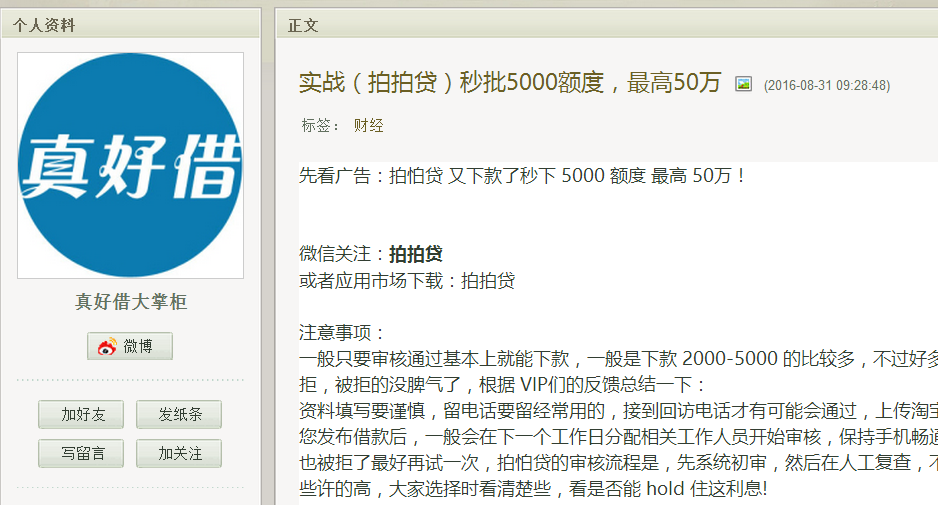 个人资料
真好借
真好借大掌柜
微博
加好友
发纸条
写留言
加关注
正文
实战（拍拍贷）秒批5000额度，最高50万
(2016-08-31 09:28:48)
标签： 财经
先看广告：拍怕贷 又下款了秒下 5000 额度 最高 50万！
微信关注：拍拍贷
或者应用市场下载：拍拍贷
注意事项：
一般只要审核通过基本上就能下款，一般是下款 2000-5000 的比较多，不过好多
拒，被拒的没脾气了，根据 VIP们的反馈总结一下：
资料填写要谨慎，留电话要留经常用的，接到回访电话才有可能会通过，上传淘宝
您发布借款后，一般会在下一个工作日分配相关工作人员开始审核，保持手机畅通
也被拒了最好再试一次，拍怕贷的审核流程是，先系统初审，然后在人工复查，不
些许的高，大家选择时看清楚些，看是否能 hold 住这利息!